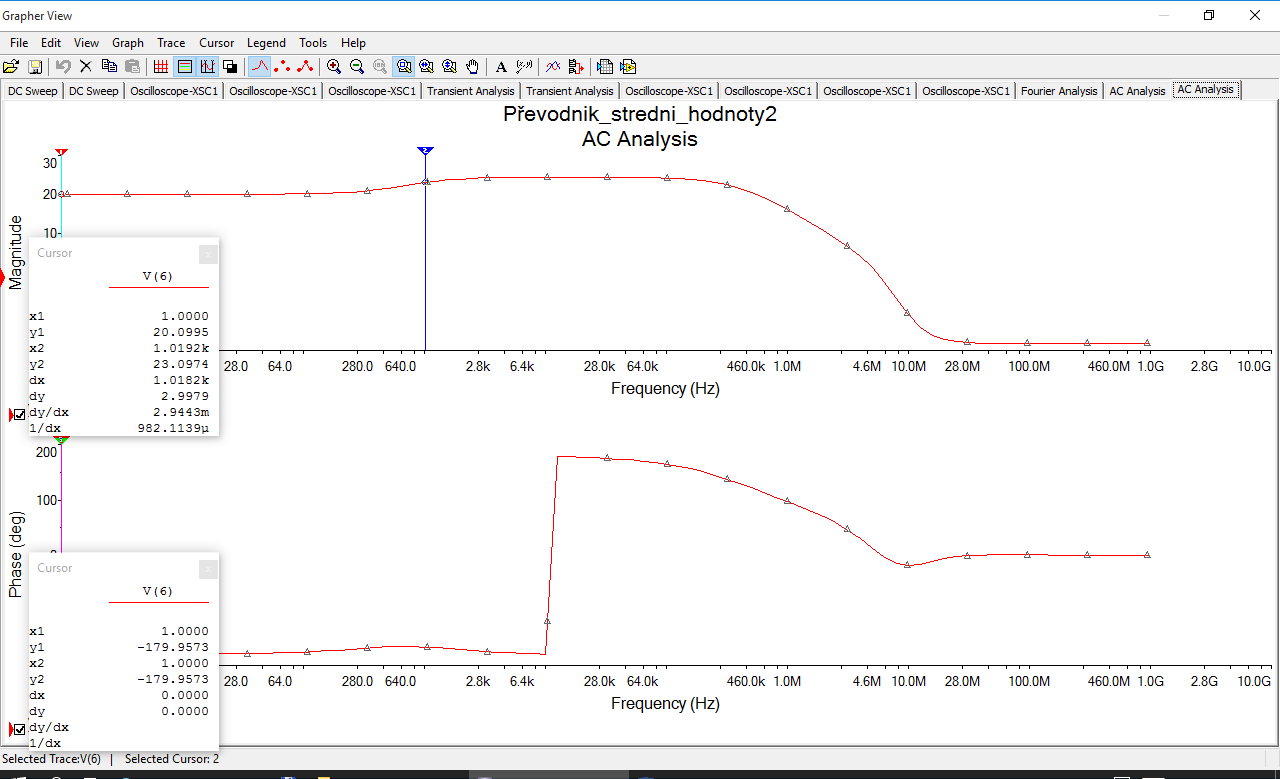 Grapher View
File Edit View Graph Trace Cursor Legend Tools Help
A
DC Sweep DC Sweep Oscilloscope-XSC1 Oscilloscope-XSC1 Oscilloscope-XSC1 Transient Analysis Transient Analysis Oscilloscope-XSC1 Oscilloscope-XSC1 Oscilloscope-XSC1 Oscilloscope-XSC1 Fourier Analysis AC Analysis AC Analysis
Převodnik_stredni_hodnoty2
AC Analysis
1
2
30
20
10
Magnitude
Cursor
V(6)
x1 1.0000
y1 20.0995
x2 1.0192k
y2 23.0974
dx 1.0182k
dy 2.9979
dy/dx 2.9443m
1/dx 982.1139µ
28.0 64.0 280.0 640.0 2.8k 6.4k 28.0k 64.0k 460.0k 1.0M 4.6M 10.0M 28.0M 100.0M 460.0M 1.0G 2.8G 10.0G
Frequency (Hz)
200
100
0
Phase (deg)
Cursor
V(6)
x1 1.0000
y1 -179.9573
x2 1.0000
y2 -179.9573
dx 0.0000
dy 0.0000
dy/dx
1/dx
28.0 64.0 280.0 640.0 2.8k 6.4k 28.0k 64.0k 460.0k 1.0M 4.6M 10.0M 28.0M 100.0M 460.0M 1.0G 2.8G 10.0G
Frequency (Hz)
Selected Trace:V(6) | Selected Cursor: 2